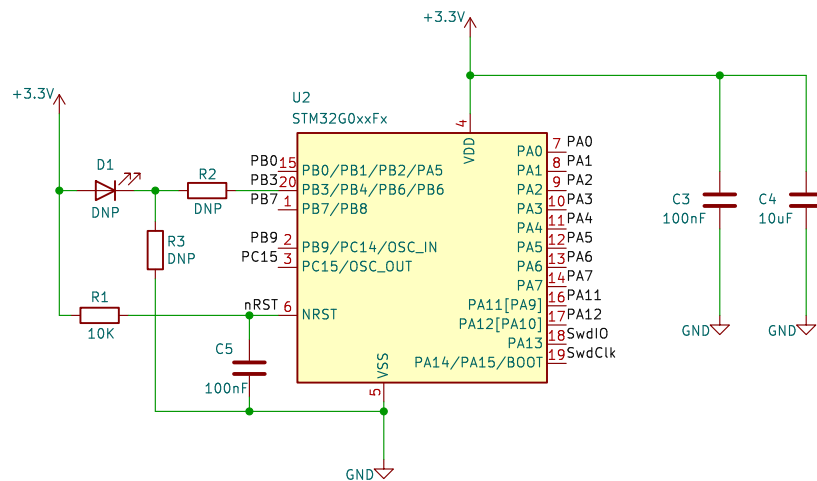 +3.3V
+3.3V
U2
STM32G0xxFx
4
VDD
D1
DNP
R2
DNP
R3
DNP
R1
10K
C5
100nF
PB0 15 PB0/PB1/PB2/PA5
PB3 20 PB3/PB4/PB6/PB6
PB7 1 PB7/PB8
PB9 2 PB9/PC14/OSC_IN
PC15 3 PC15/OSC_OUT
nRST 6 NRST
PA0 7 PA0
PA1 8 PA1
PA2 9 PA2
PA3 10 PA3
PA4 11 PA4
PA5 12 PA5
PA6 13 PA6
PA7 14 PA7
PA11[PA9] 16 PA11
PA12[PA10] 17 PA12
PA13 18 SwdIO
PA14/PA15/BOOT 19 SwdClk
VSS
5
GND
C3
100nF
GND
C4
10uF
GND